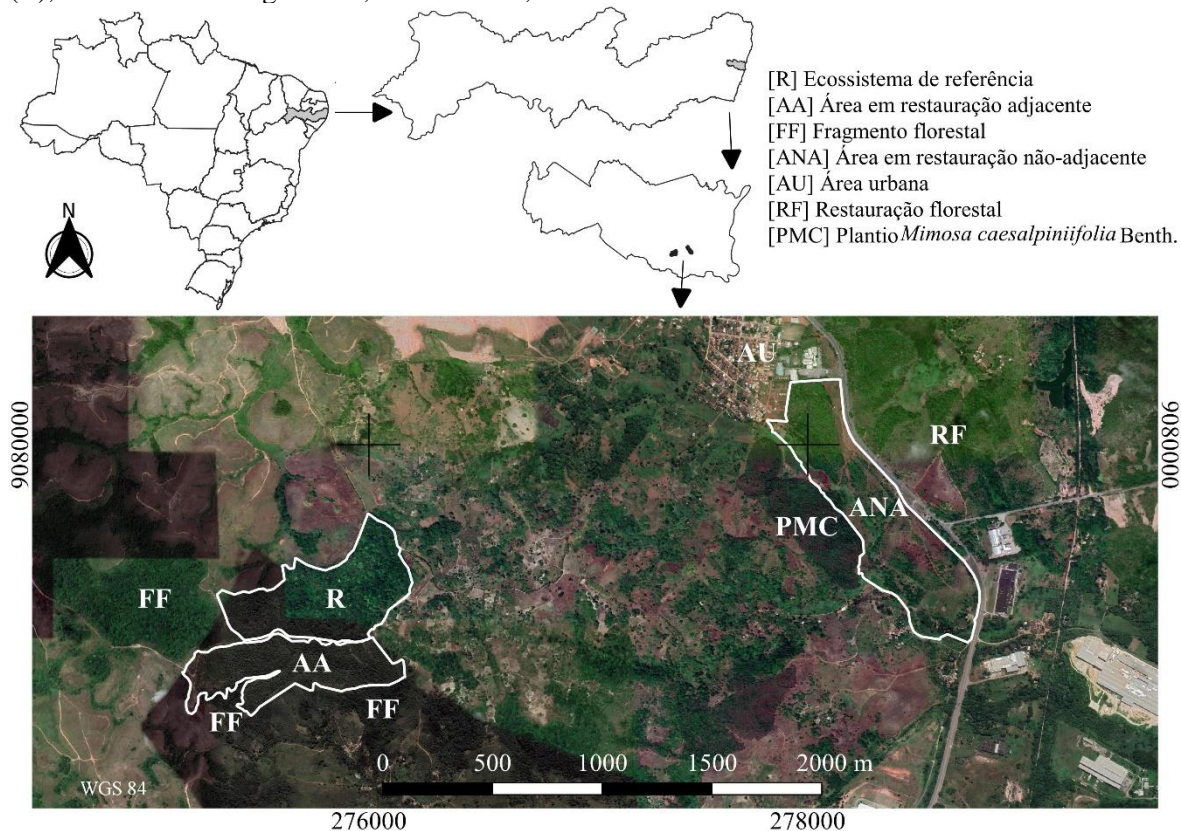 N
[R] Ecossistema de referência
[AA] Área em restauração adjacente
[FF] Fragmento florestal
[ANA] Área em restauração não-adjacente
[AU] Área urbana
[RF] Restauração florestal
[PMC] Plantio Mimosa caesalpiniifolia Benth.
AU
9080000
9080000
RF
ANA
PMC
FF
R
AA
FF
FF
0 500 1000 1500 2000 m
WGS 84
276000
278000